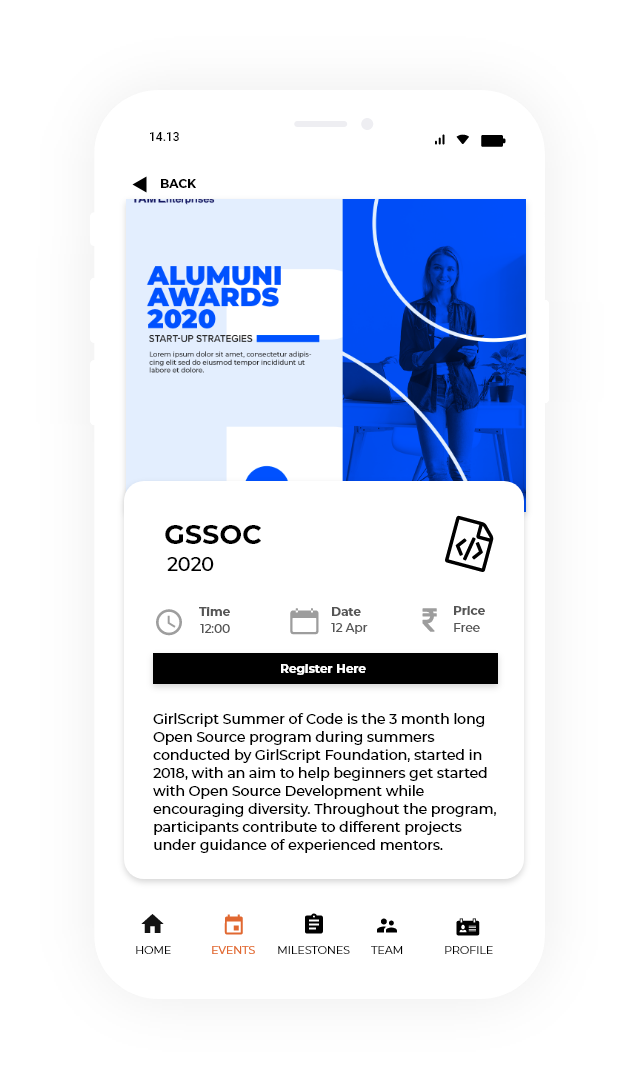 14.13
BACK
ALUMUNI
AWARDS
2020
START-UP STRATEGIES
Lorem ipsum dolor sit amet, consectetur adipis-
cing elit sed do eiusmod tempor incididunt ut
labore et dolore.
GSSOC
2020
Time
12:00
Date
12 Apr
Price
Free
Register Here
GirlScript Summer of Code is the 3 month long
Open Source program during summers
conducted by GirlScript Foundation, started in
2018, with an aim to help beginners get started
with Open Source Development while
encouraging diversity. Throughout the program,
participants contribute to different projects
under guidance of experienced mentors.
HOME
EVENTS
MILESTONES
TEAM
PROFILE